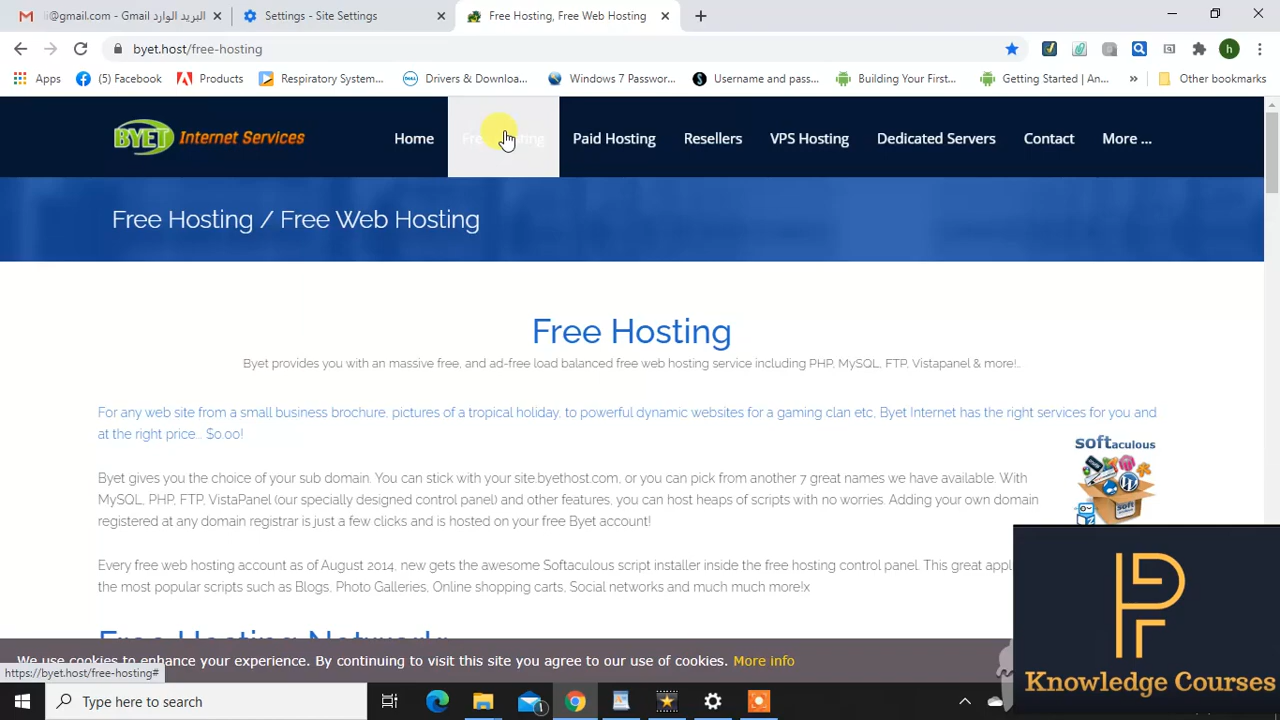 i@gmail.com - Gmail البريد الوارد
Settings - Site Settings
Free Hosting, Free Web Hosting
byet.host/free-hosting
h
Apps
(5) Facebook
Products
Respiratory System...
Drivers & Downloa...
Windows 7 Passwor...
Username and pass...
Building Your First...
Getting Started | An...
»
Other bookmarks
BYET Internet Services
Home
Free Hosting
Paid Hosting
Resellers
VPS Hosting
Dedicated Servers
Contact
More ...
Free Hosting / Free Web Hosting
Free Hosting
Byet provides you with an massive free, and ad-free load balanced free web hosting service including PHP, MySQL, FTP, Vistapanel & more!..
For any web site from a small business brochure, pictures of a tropical holiday, to powerful dynamic websites for a gaming clan etc, Byet Internet has the right services for you and
at the right price... $0.00!
softaculous
Byet gives you the choice of your sub domain. You can stick with your site.byethost.com, or you can pick from another 7 great names we have available. With
MySQL, PHP, FTP, VistaPanel (our specially designed control panel) and other features, you can host heaps of scripts with no worries. Adding your own domain
registered at any domain registrar is just a few clicks and is hosted on your free Byet account!
Every free web hosting account as of August 2014, new gets the awesome Softaculous script installer inside the free hosting control panel. This great appl
the most popular scripts such as Blogs, Photo Galleries, Online shopping carts, Social networks and much much more!x
Free Hosting Network:
We use cookies to enhance your experience. By continuing to visit this site you agree to our use of cookies. More info
https://byet.host/free-hosting#
Knowledge Courses
Type here to search